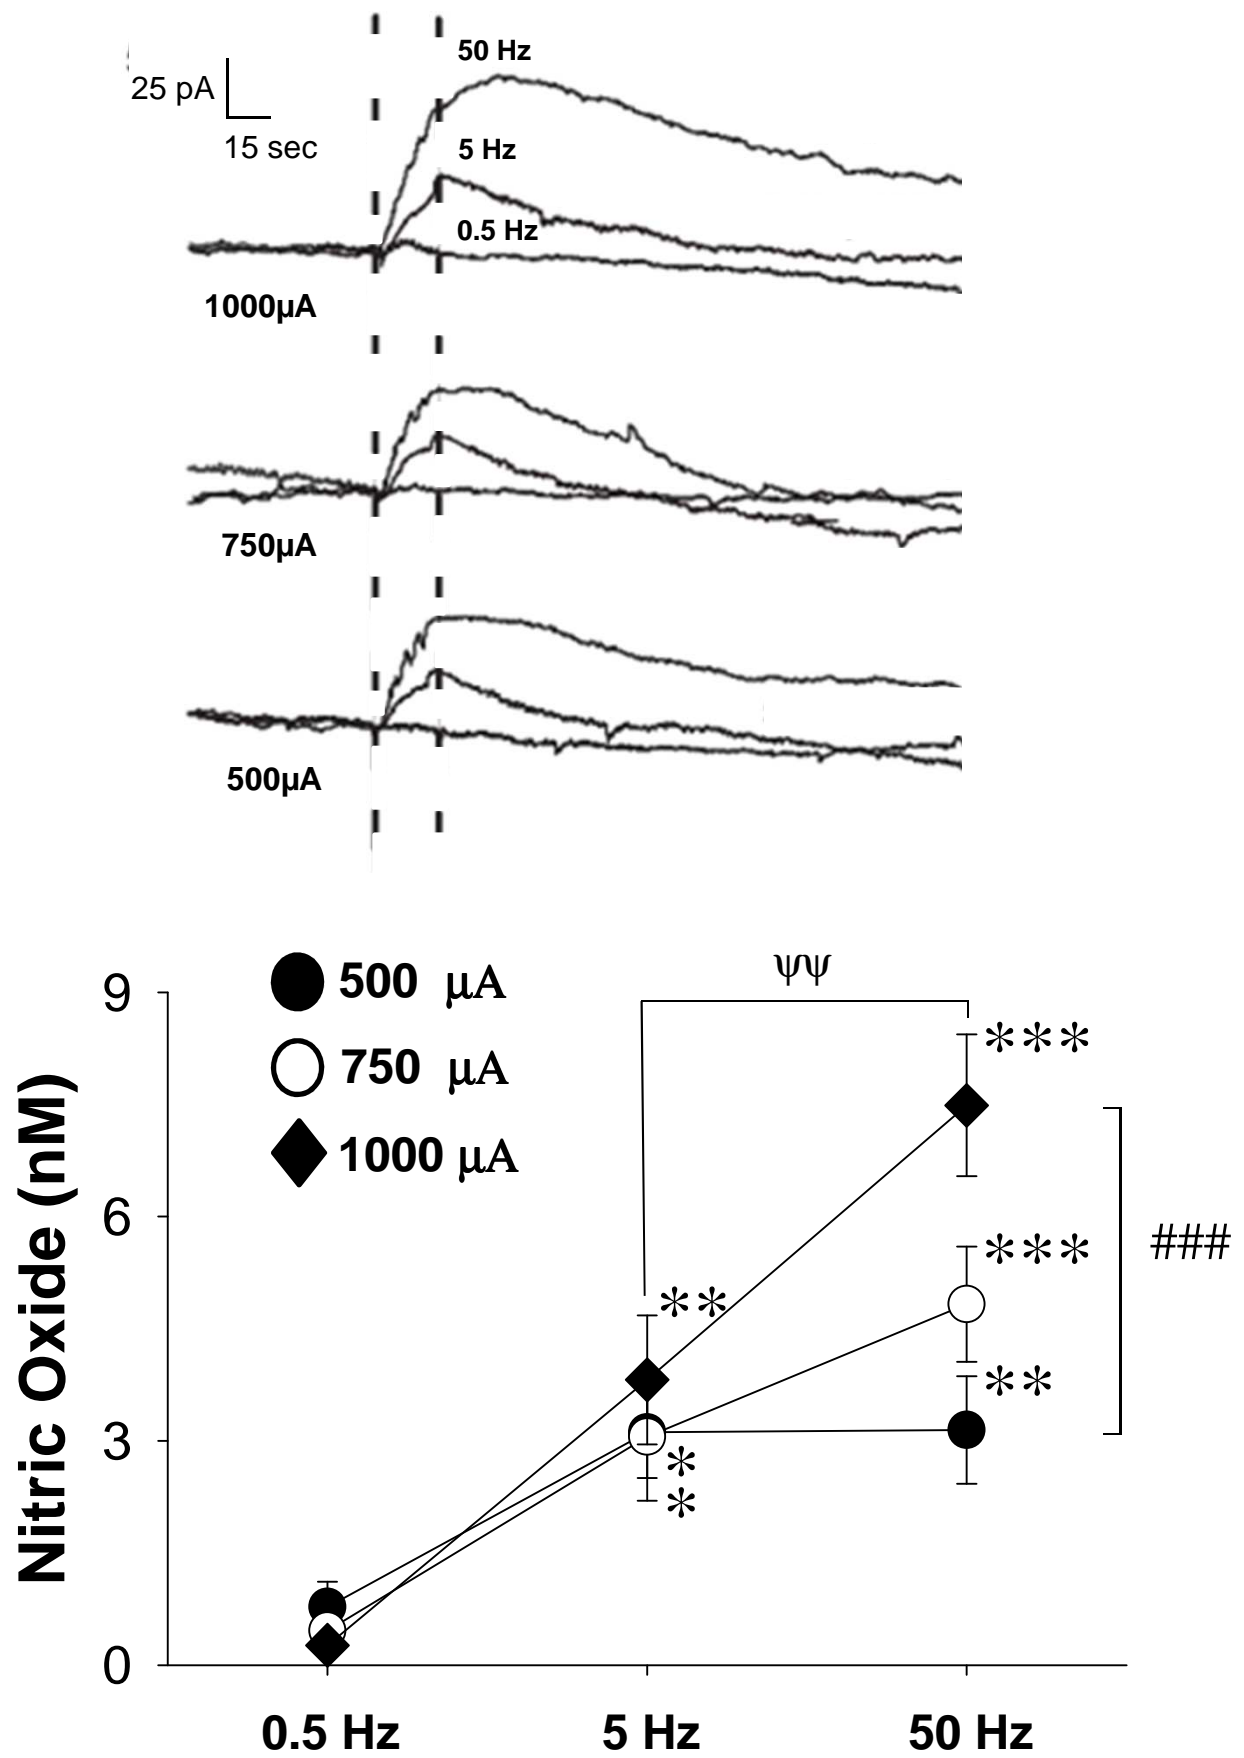 50 Hz
25 pA
15 sec
5 Hz
0.5 Hz
1000µA
750µA
500µA
ψψ
9
500 µA
***
750 µA
1000 µA
6
###
***
**
**
3
*
*
0
Nitric Oxide (nM)
0.5 Hz 5 Hz 50 Hz